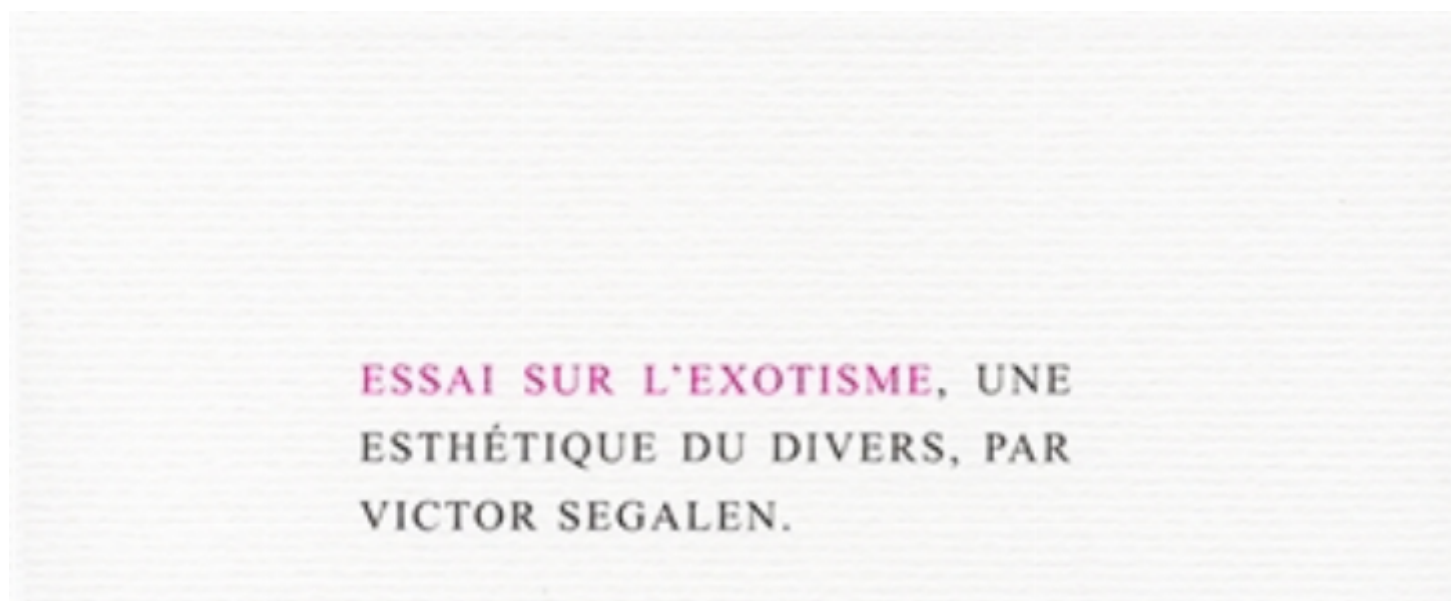 ESSAI SUR L'EXOTISME, UNE
ESTHÉTIQUE DU DIVERS, PAR
VICTOR SEGALEN.